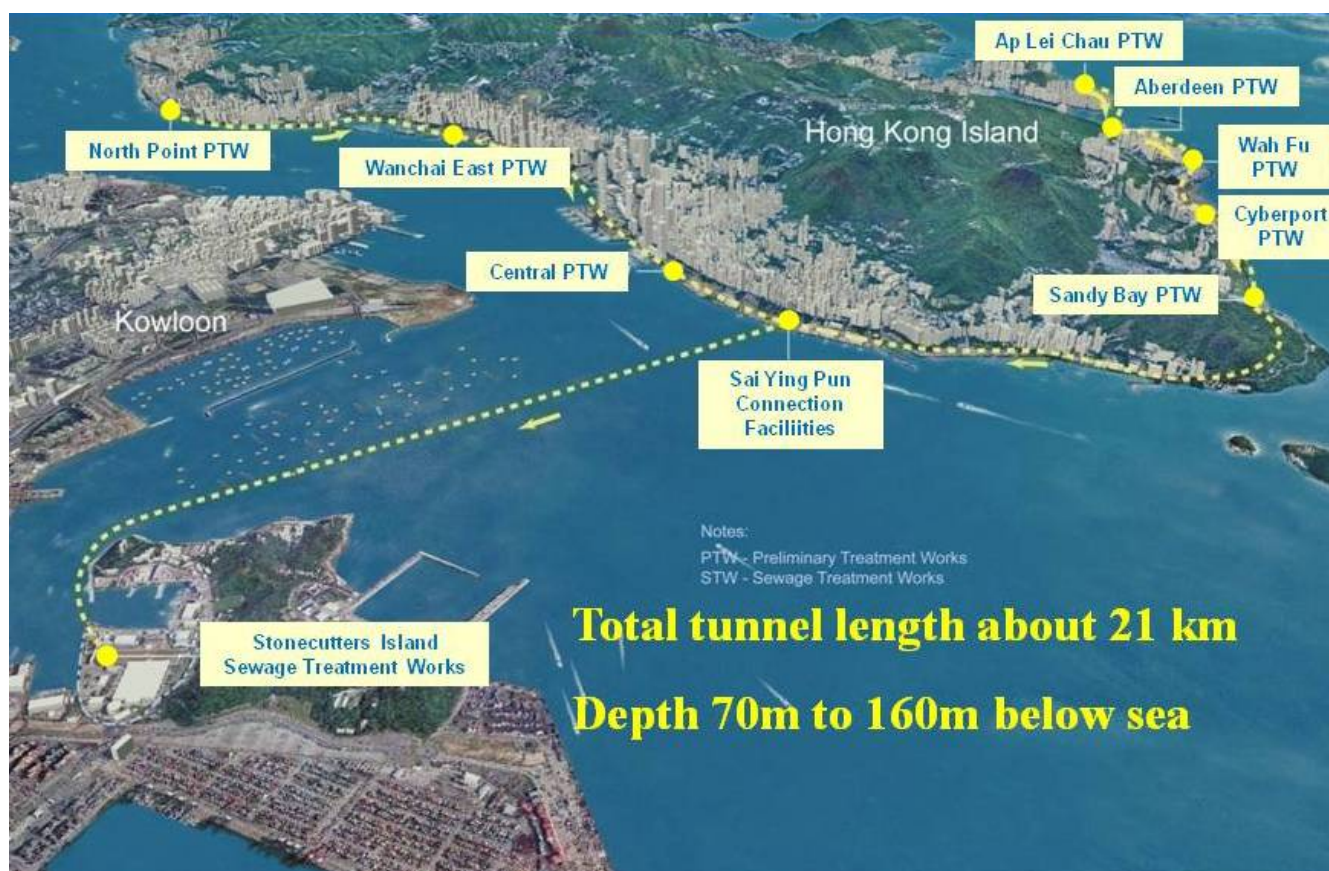 Ap Lei Chau PTW
Aberdeen PTW
North Point PTW
Hong Kong Island
Wanchai East PTW
Wah Fu
PTW
Cyberport
PTW
Central PTW
Sandy Bay PTW
Kowloon
Sai Ying Pun
Connection
Faciliities
Notes:
PTW - Preliminary Treatment Works
STW - Sewage Treatment Works
Total tunnel length about 21 km
Stonecutters Island
Sewage Treatment Works
Depth 70m to 160m below sea